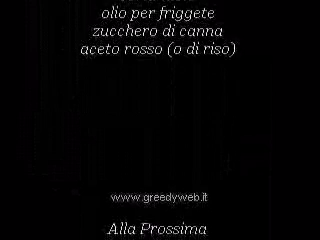 olio per friggete
zucchero di canna
aceto rosso (o di riso)
www.greedyweb.it
Alla Prossima